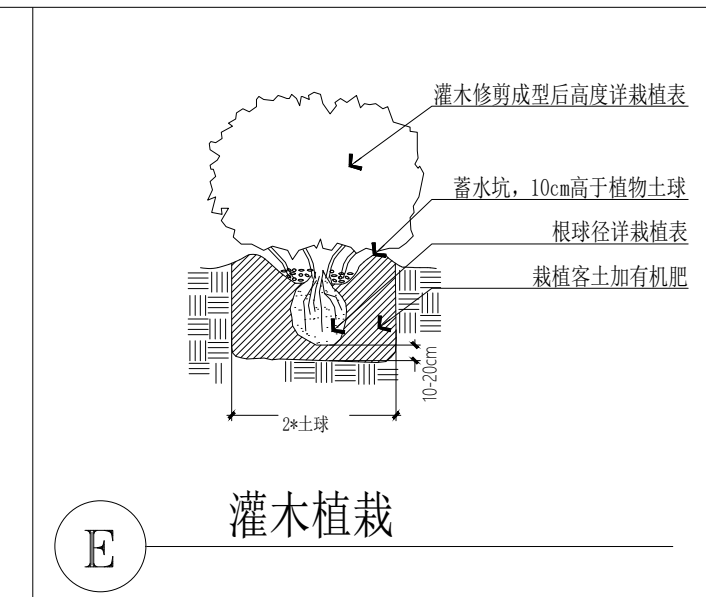 灌木修剪成型后高度详栽植表
蓄水坑，10cm高于植物土球
根球径详栽植表
栽植客土加有机肥
10-20cm
2*土球
灌木植栽
E